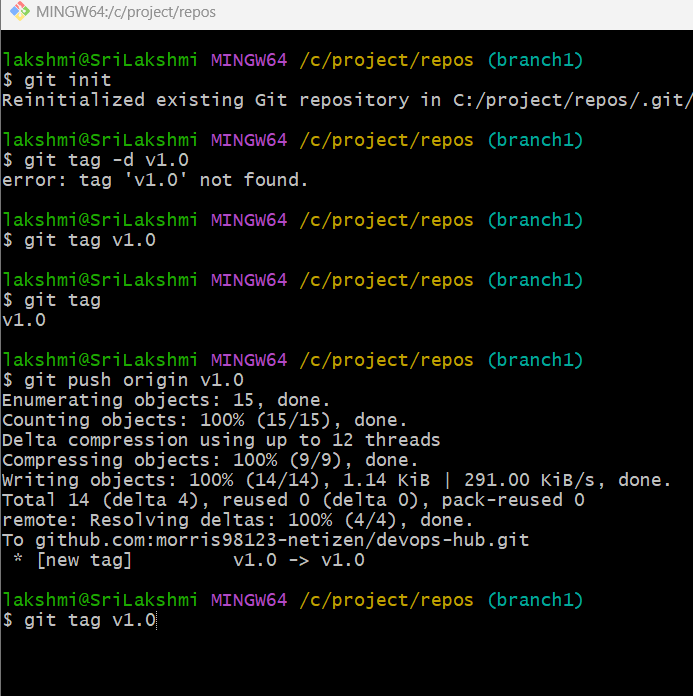 MINGW64:/c/project/repos
lakshmi@SriLakshmi MINGW64 /c/project/repos (branch1)
$ git init
Reinitialized existing Git repository in C:/project/repos/.git/
lakshmi@SriLakshmi MINGW64 /c/project/repos (branch1)
$ git tag -d v1.0
error: tag 'v1.0' not found.
lakshmi@SriLakshmi MINGW64 /c/project/repos (branch1)
$ git tag v1.0
lakshmi@SriLakshmi MINGW64 /c/project/repos (branch1)
$ git tag
v1.0
lakshmi@SriLakshmi MINGW64 /c/project/repos (branch1)
$ git push origin v1.0
Enumerating objects: 15, done.
Counting objects: 100% (15/15), done.
Delta compression using up to 12 threads
Compressing objects: 100% (9/9), done.
Writing objects: 100% (14/14), 1.14 KiB | 291.00 KiB/s, done.
Total 14 (delta 4), reused 0 (delta 0), pack-reused 0
remote: Resolving deltas: 100% (4/4), done.
To github.com:morris98123-netizen/devops-hub.git
 * [new tag]         v1.0 -> v1.0
lakshmi@SriLakshmi MINGW64 /c/project/repos (branch1)
$ git tag v1.0